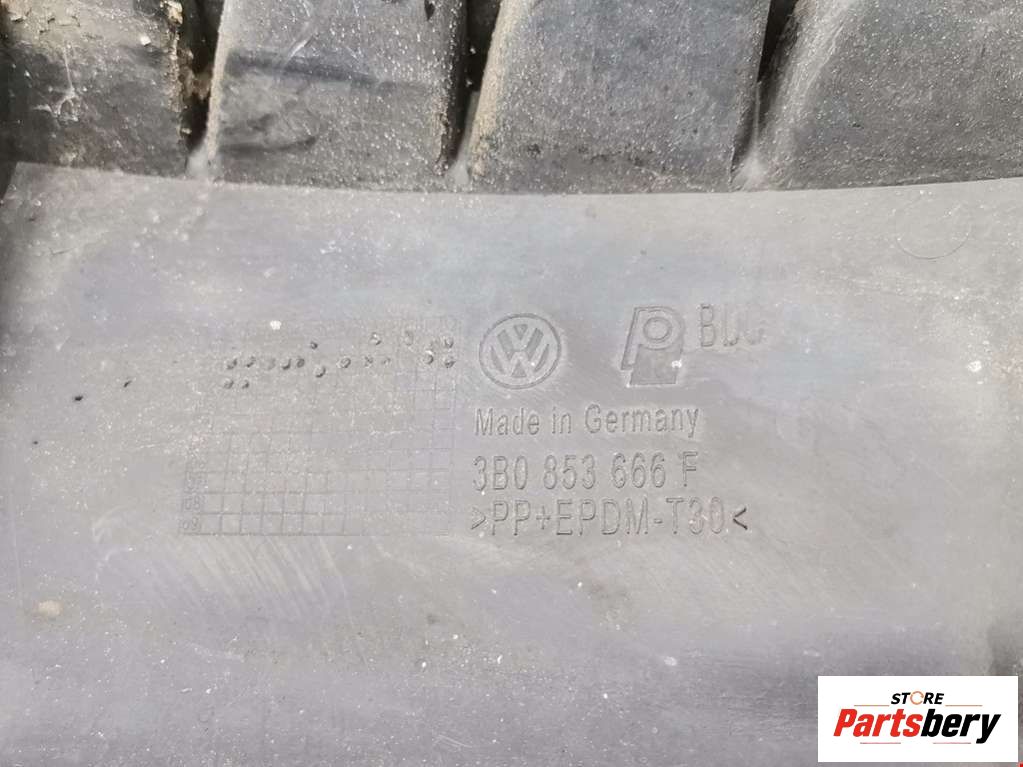 VW
Made in Germany
3B0 853 666 F
>PP+EPDM-T30<
STORE
Partsbery